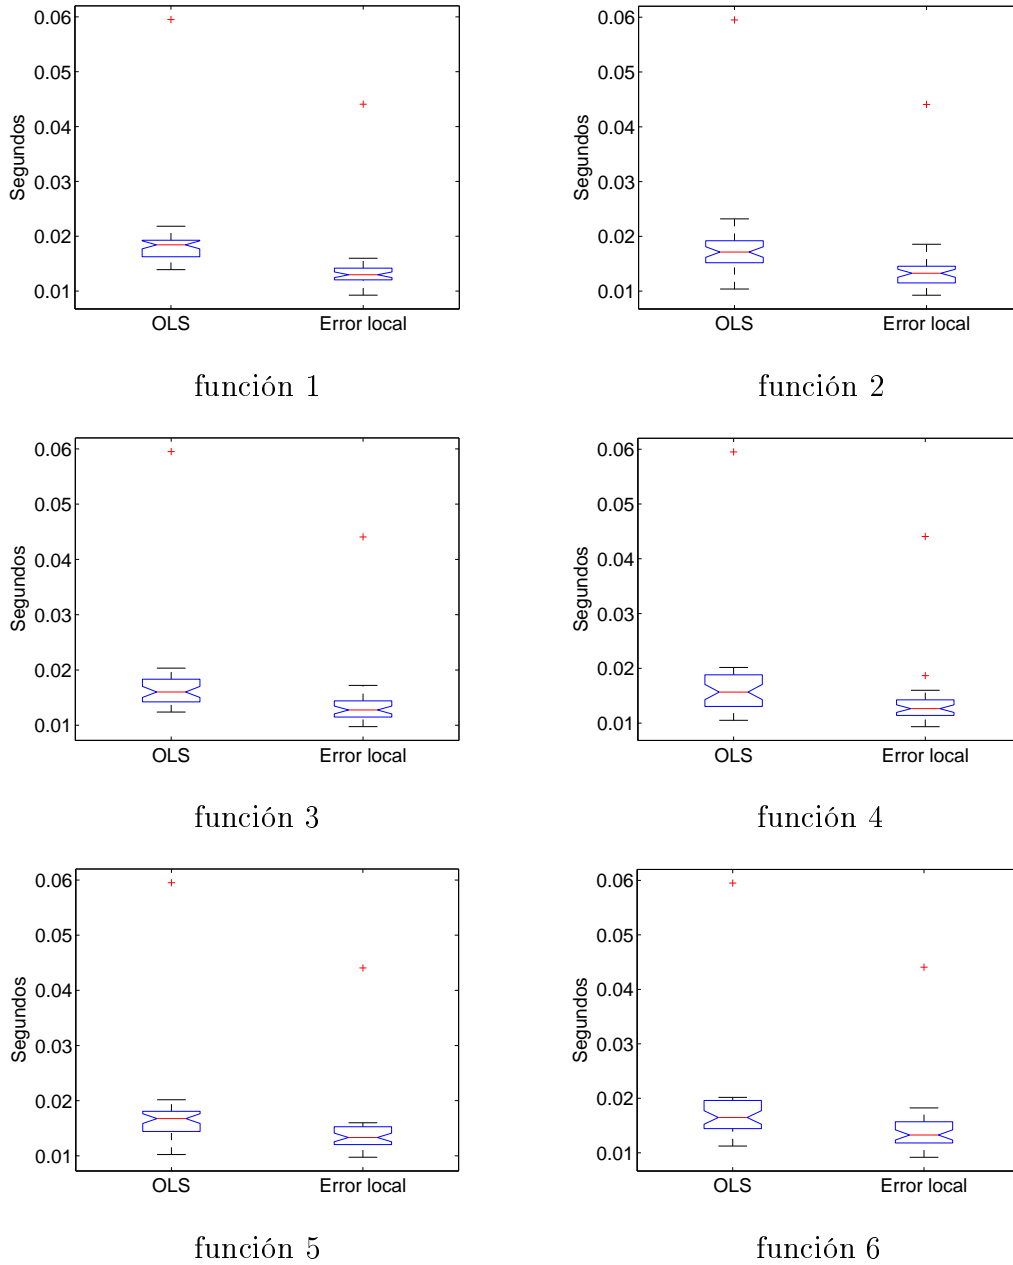 0.06
0.05
0.04
0.03
0.02
0.01
Segundos
OLS
Error local
función 1
0.06
0.05
0.04
0.03
0.02
0.01
Segundos
OLS
Error local
función 2
0.06
0.05
0.04
0.03
0.02
0.01
Segundos
OLS
Error local
función 3
0.06
0.05
0.04
0.03
0.02
0.01
Segundos
OLS
Error local
función 4
0.06
0.05
0.04
0.03
0.02
0.01
Segundos
OLS
Error local
función 5
0.06
0.05
0.04
0.03
0.02
0.01
Segundos
OLS
Error local
función 6